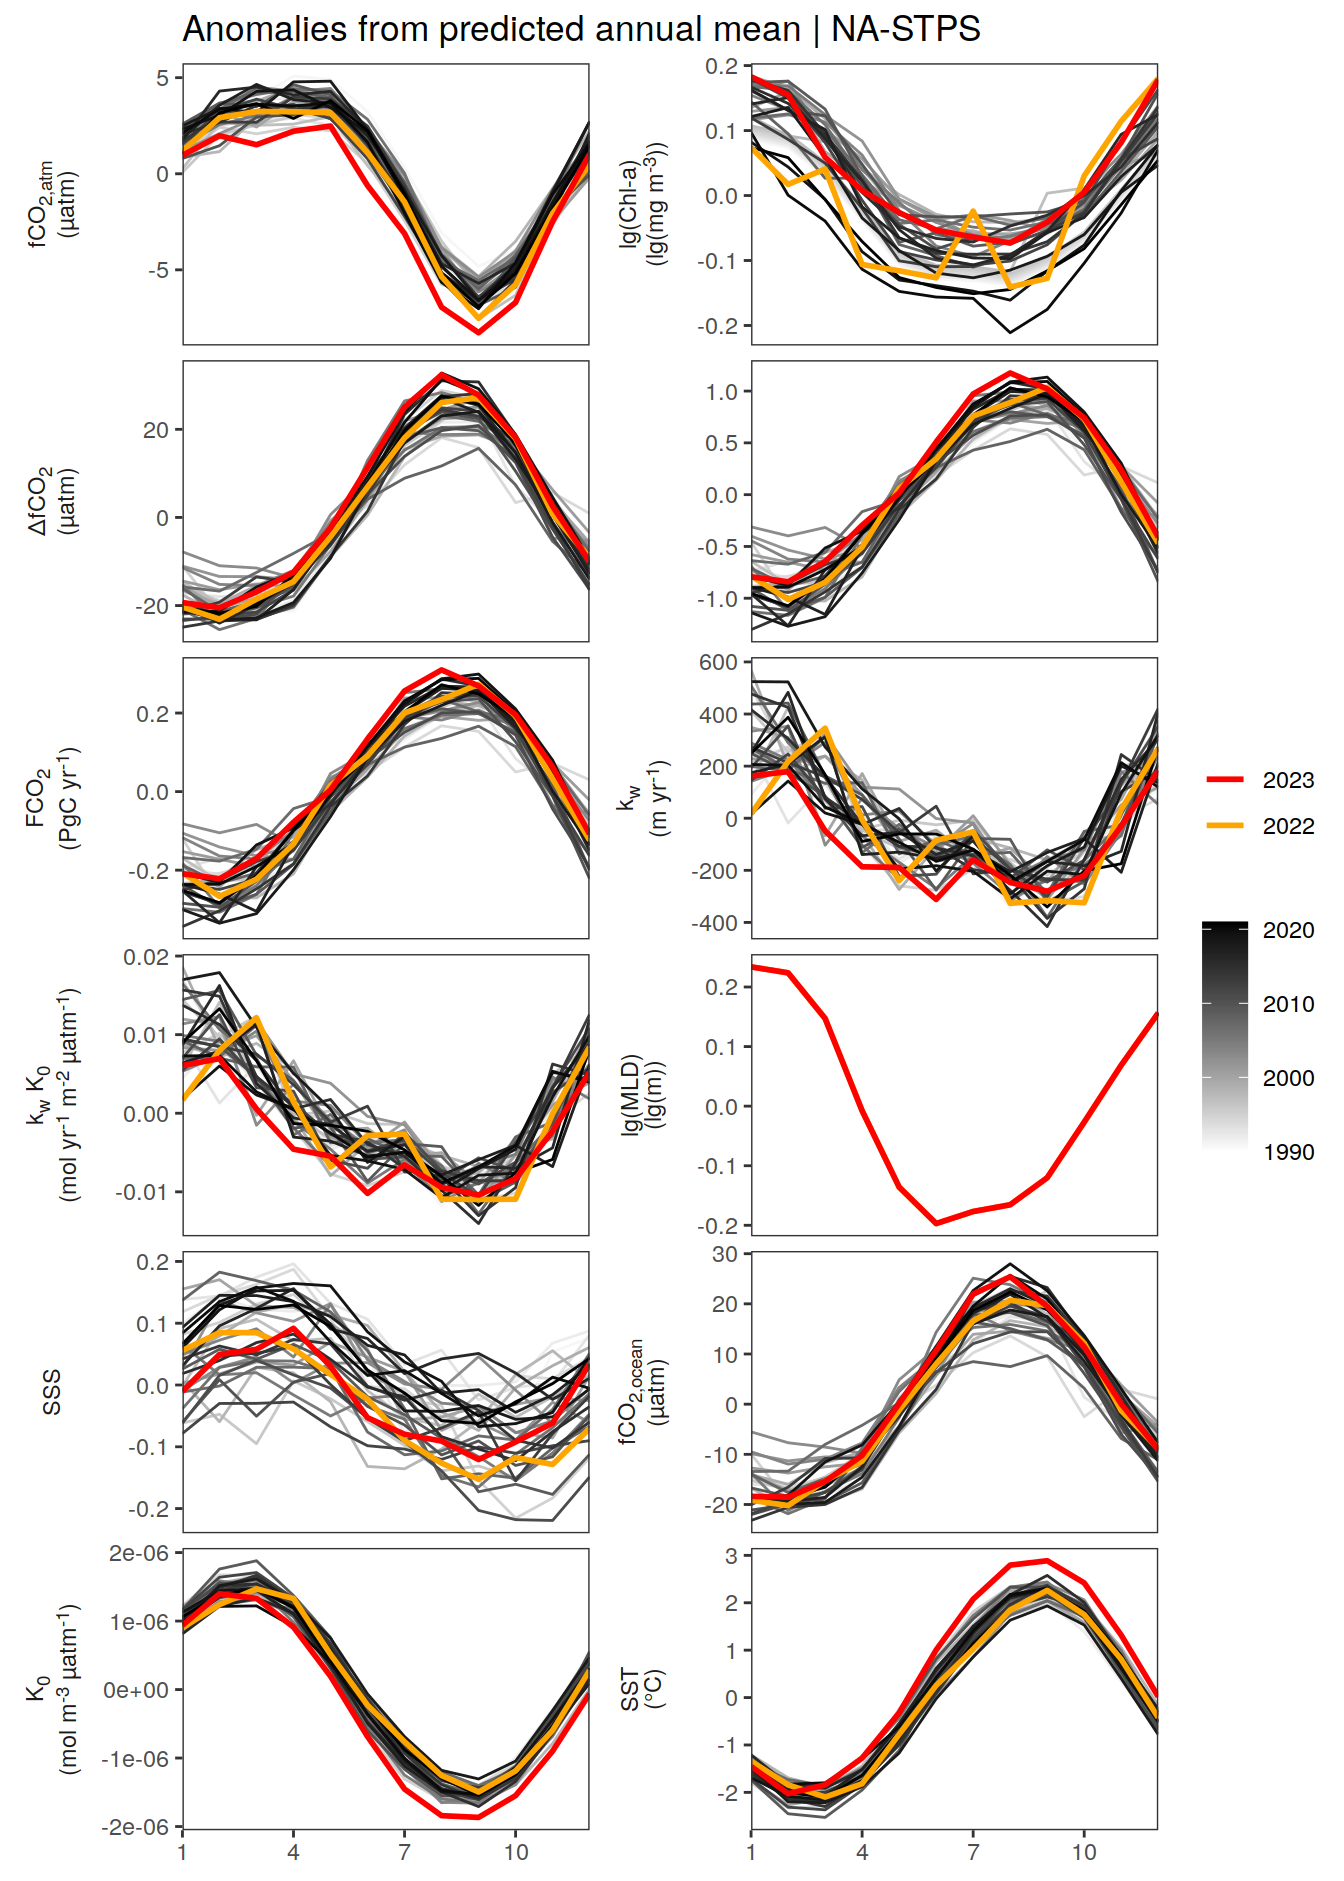 Anomalies from predicted annual mean | NA-STPS
fCO2,atm
(µatm)
5
0
-5
lg(Chl-a)
(lg(mg m-3))
0.2
0.1
0.0
-0.1
-0.2
ΔfCO2
(µatm)
20
0
-20
1.0
0.5
0.0
-0.5
-1.0
FCO2
(PgC yr-1)
0.2
0.0
-0.2
kw
(m yr-1)
600
400
200
0
-200
-400
kw K0
(mol yr-1 m-2 µatm-1)
0.02
0.01
0.00
-0.01
lg(MLD)
(lg(m))
0.2
0.1
0.0
-0.1
-0.2
SSS
0.2
0.1
0.0
-0.1
-0.2
fCO2,ocean
(µatm)
30
20
10
0
-10
-20
K0
(mol m-3 µatm-1)
2e-06
1e-06
0e+00
-1e-06
-2e-06
SST
(°C)
3
2
1
0
-1
-2
1 4 7 10
1 4 7 10
2023
2022
2020
2010
2000
1990